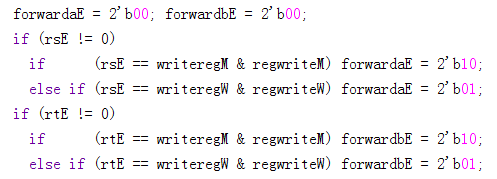 forwardaE = 2'b00; forwardbE = 2'b00;
if (rsE != 0)
if (rsE == writeregM & regwriteM) forwardaE = 2'b10;
else if (rsE == writeregW & regwriteW) forwardaE = 2'b01;
if (rtE != 0)
if (rtE == writeregM & regwriteM) forwardbE = 2'b10;
else if (rtE == writeregW & regwriteW) forwardbE = 2'b01;